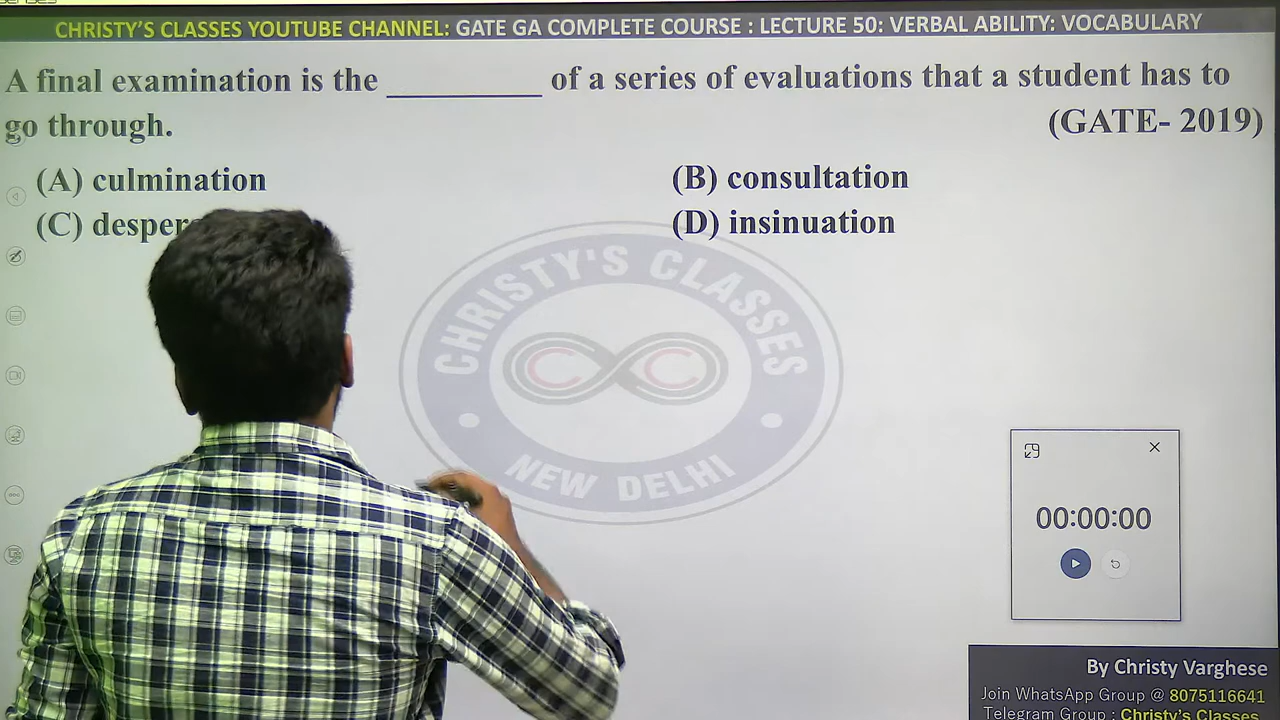 CHRISTY'S CLASSES YOUTUBE CHANNEL: GATE GA COMPLETE COURSE : LECTURE 50: VERBAL ABILITY: VOCABULARY
A final examination is the __________ of a series of evaluations that a student has to
go through. (GATE- 2019)
(A) culmination (B) consultation
(C) (D) insinuation
CHRISTY'S CLASSES
CC
NEW DELHI
00:00:00
By Christy Varghese
Join WhatsApp Group @ 8075116641
Telegram Group : Christy's Classes